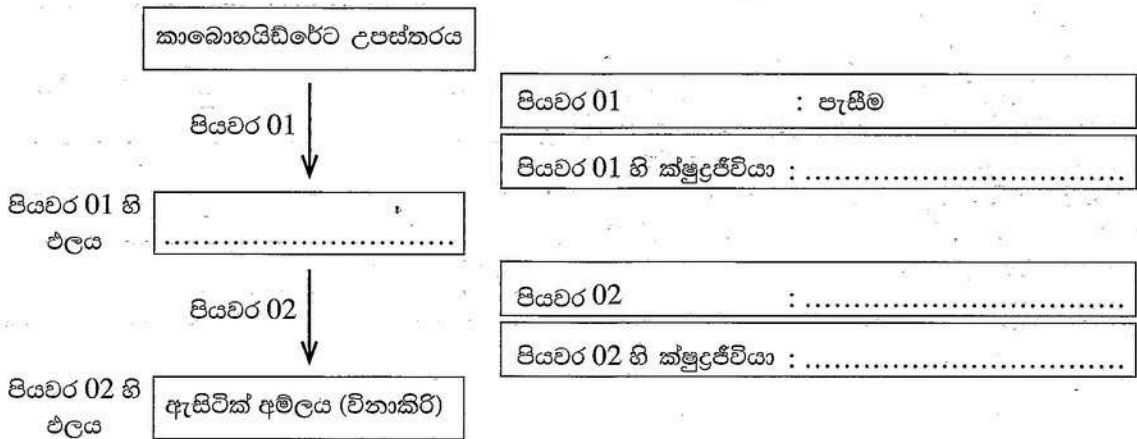 කාබොහයිඩ්රේට උපස්තරය
පියවර 01
පියවර 01 : පැසීම
පියවර 01 හි ක්ෂුද්‍රජීවියා : ................................
පියවර 01 හි
ඵලය
................................
පියවර 02
පියවර 02 : ................................
පියවර 02 හි ක්ෂුද්‍රජීවියා : ................................
පියවර 02 හි
ඵලය
ඇසිටික් අම්ලය (විනාකිරි)